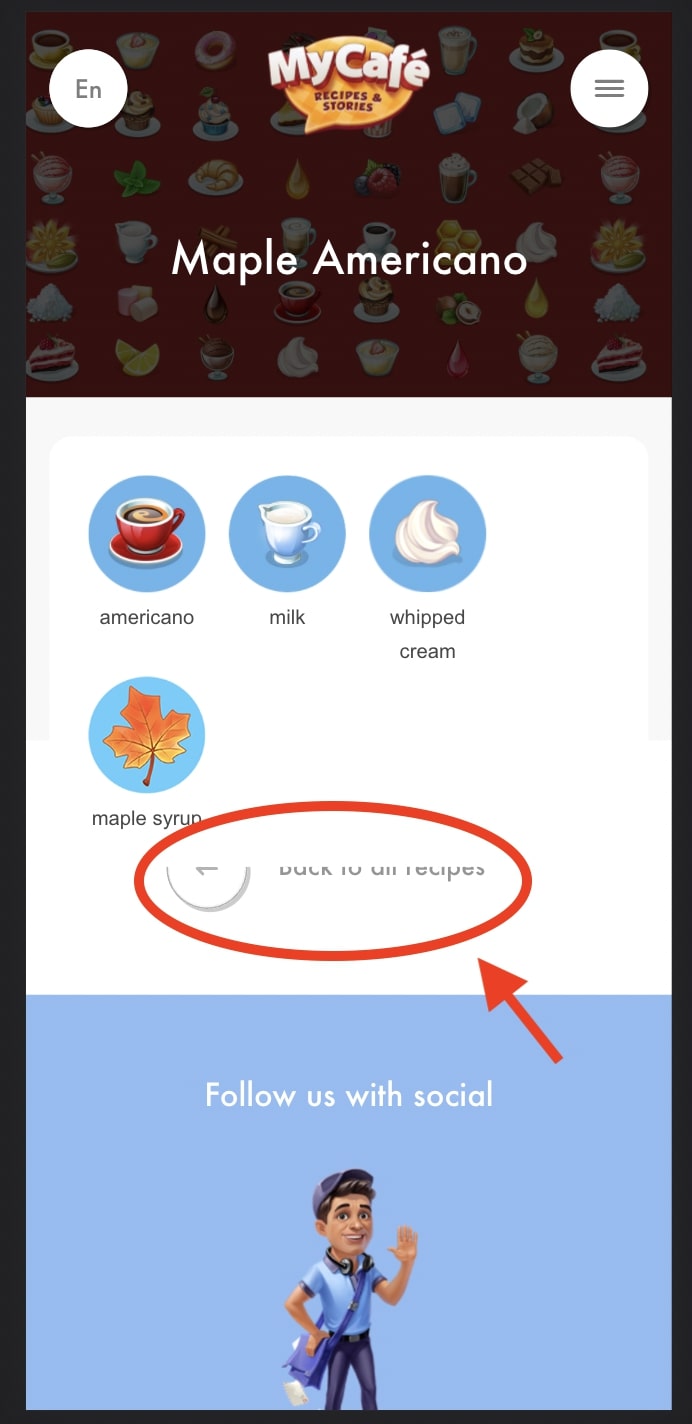 En
MyCafé
RECIPES &
STORIES
Maple Americano
americano
milk
whipped
cream
maple syrup
Back to all recipes
Follow us with social